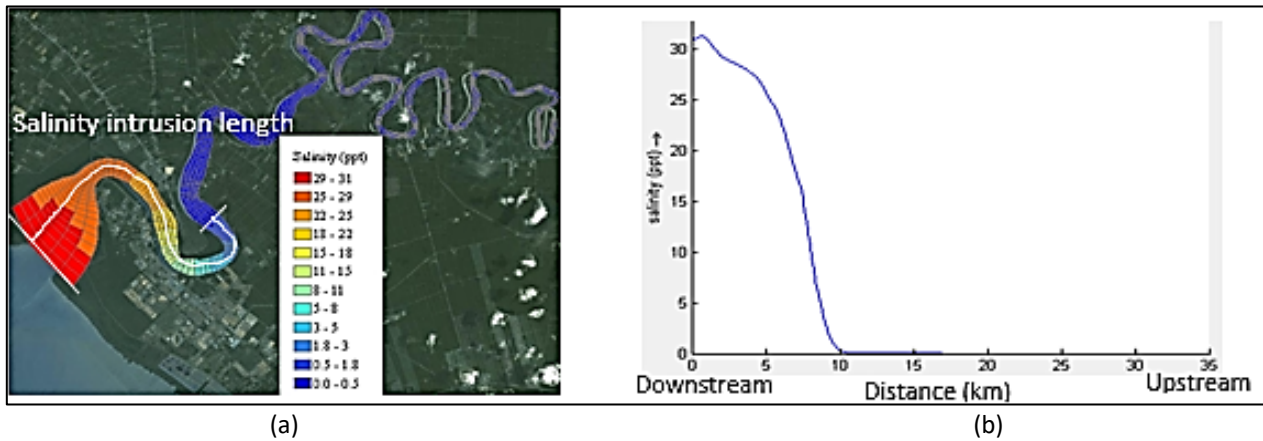 Salinity intrusion length
Salinity (ppt)
29 - 31
25 - 29
22 - 25
18 - 22
15 - 18
11 - 15
8 - 11
5 - 8
3 - 5
1.8 - 3
0.5 - 1.8
0.0 - 0.5
(a)
salinity (ppt) →
30
25
20
15
10
5
0
0 5 10 15 20 25 30 35
Downstream Distance (km) Upstream
(b)